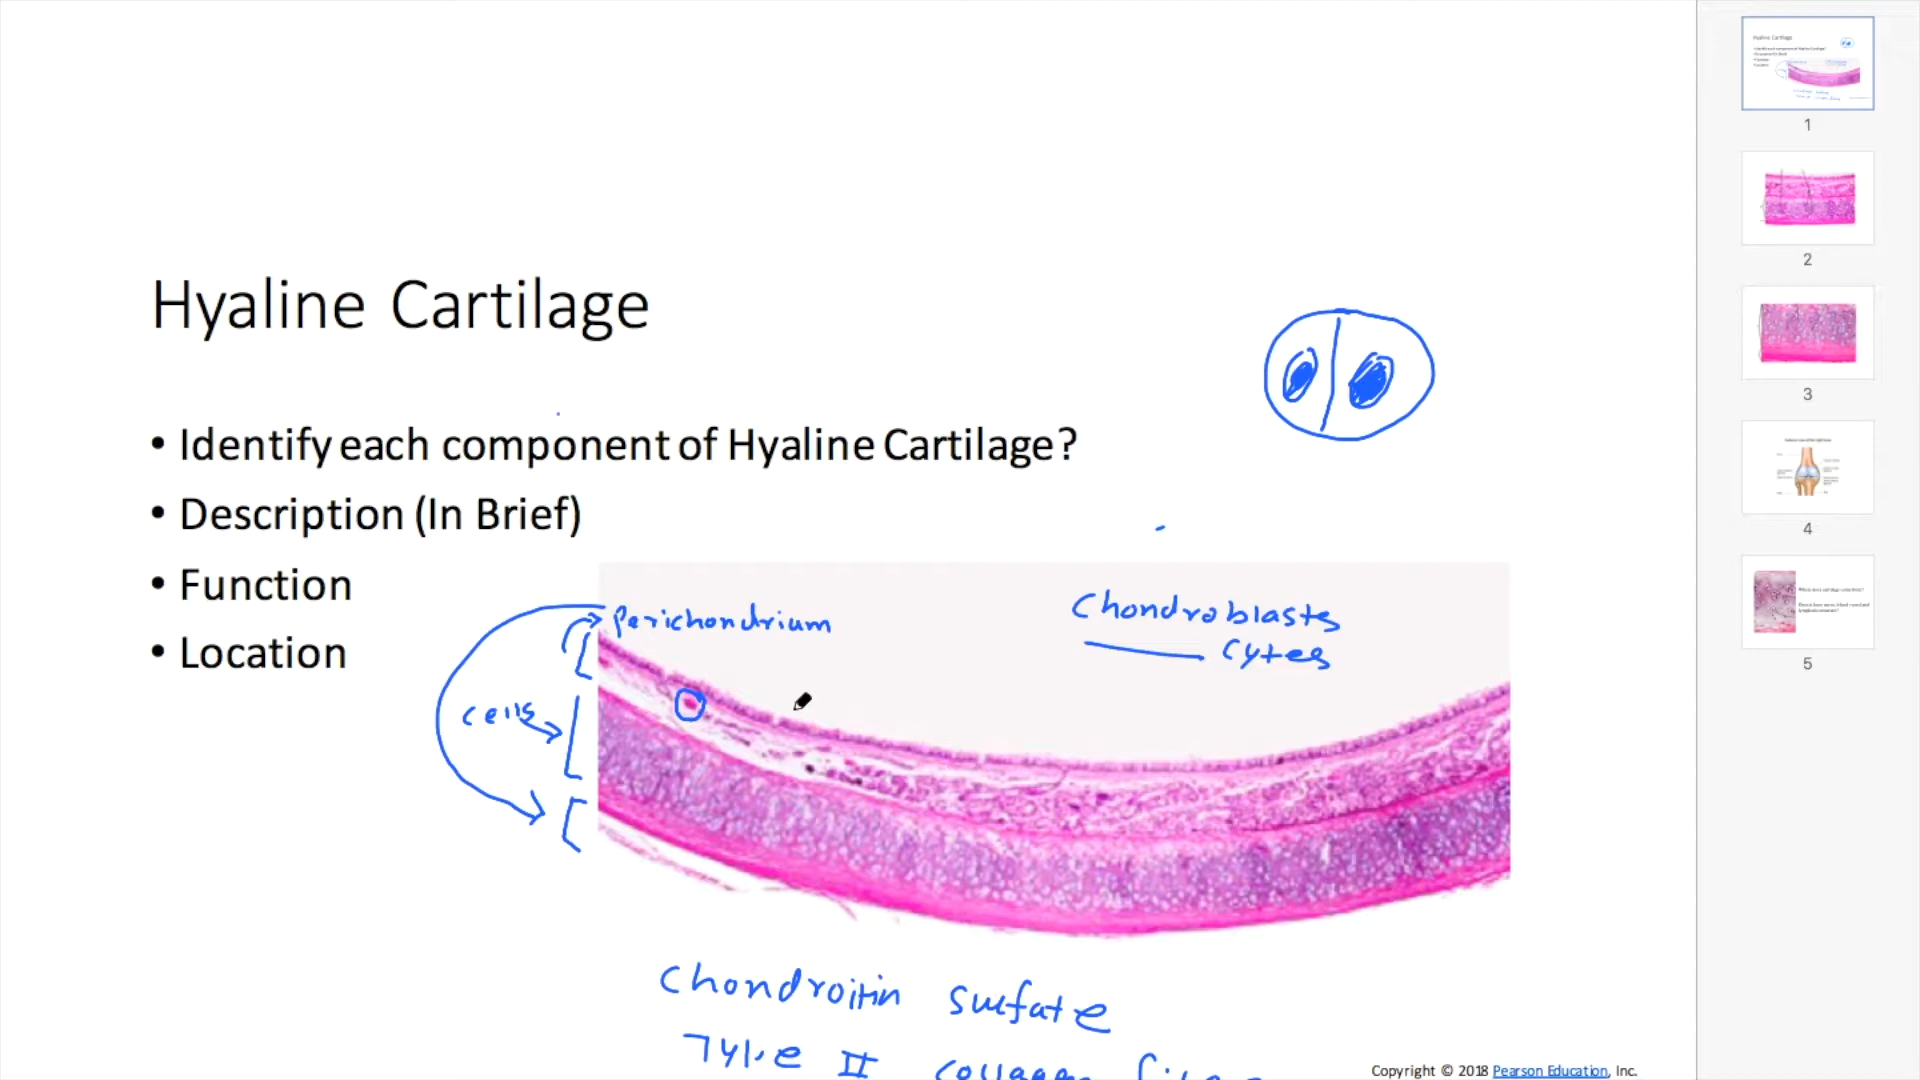 Hyaline Cartilage
• Identify each component of Hyaline Cartilage?
• Description (In Brief)
• Function
• Location
Perichondrium
Chondroblasts
cytes
cells
Chondroitin sulfate
Type II collagen
Copyright © 2018 Pearson Education, Inc.
1
2
3
4
5